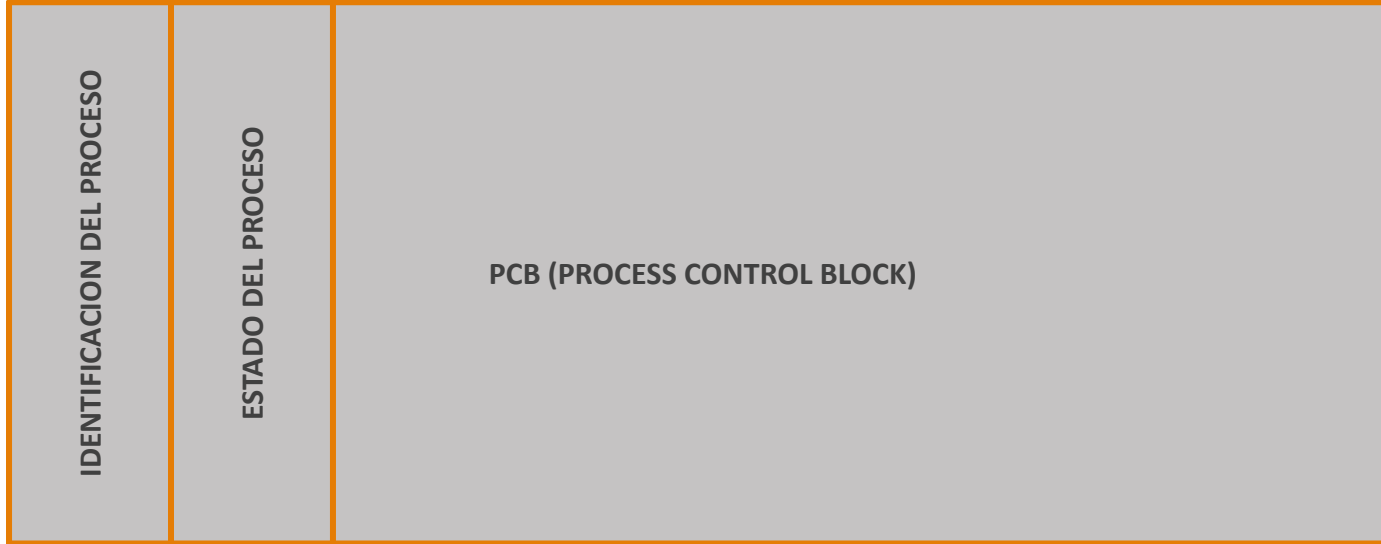 IDENTIFICACION DEL PROCESO
ESTADO DEL PROCESO
PCB (PROCESS CONTROL BLOCK)